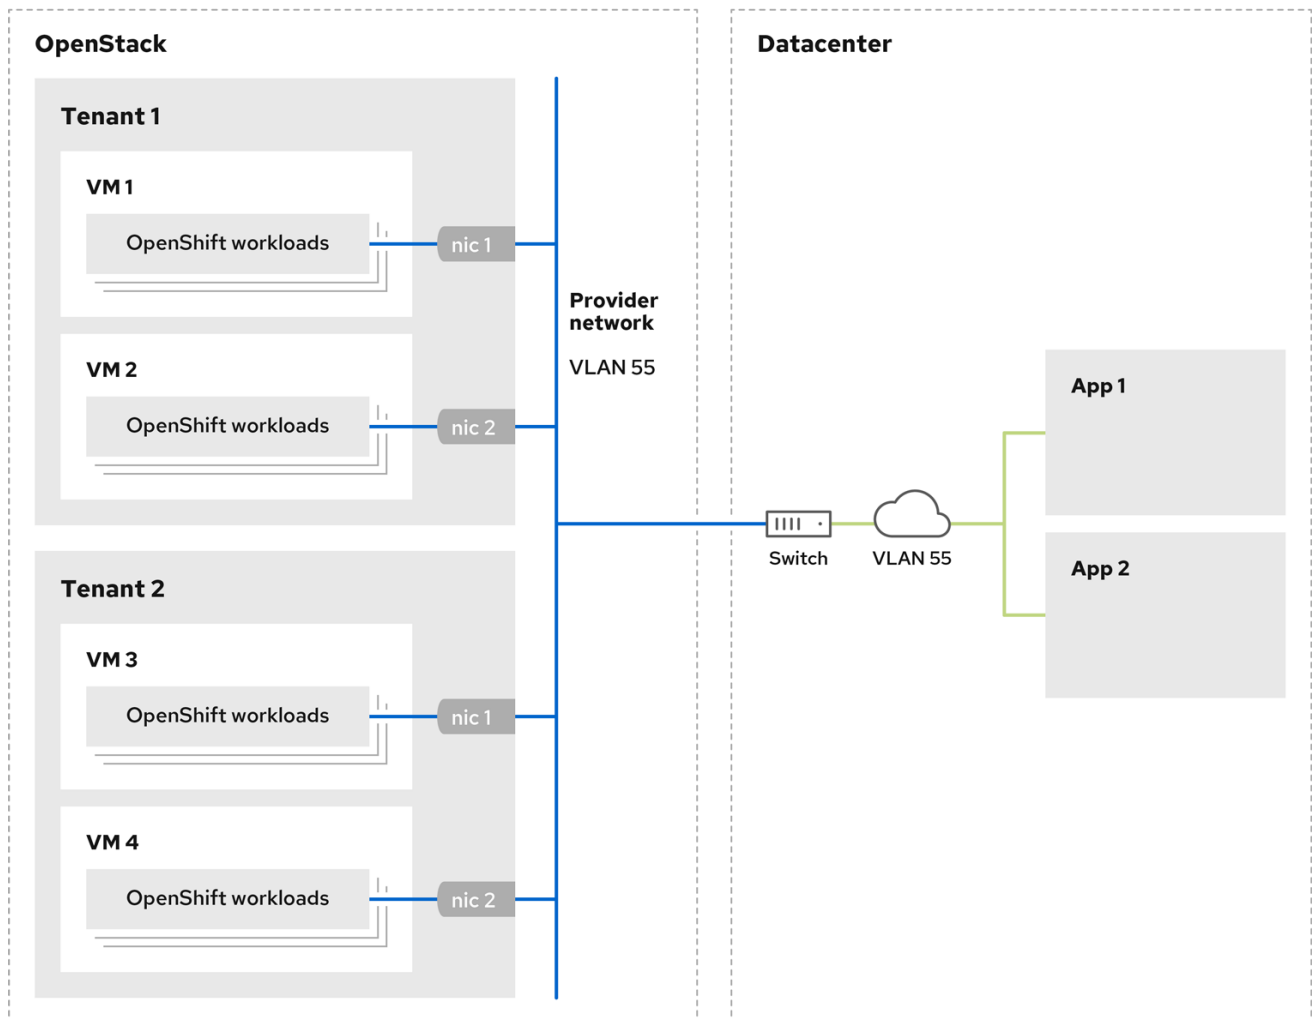 OpenStack
Tenant 1
VM 1
OpenShift workloads
nic 1
VM 2
OpenShift workloads
nic 2
Provider
network
VLAN 55
Tenant 2
VM 3
OpenShift workloads
nic 1
VM 4
OpenShift workloads
nic 2
Datacenter
Switch
VLAN 55
App 1
App 2